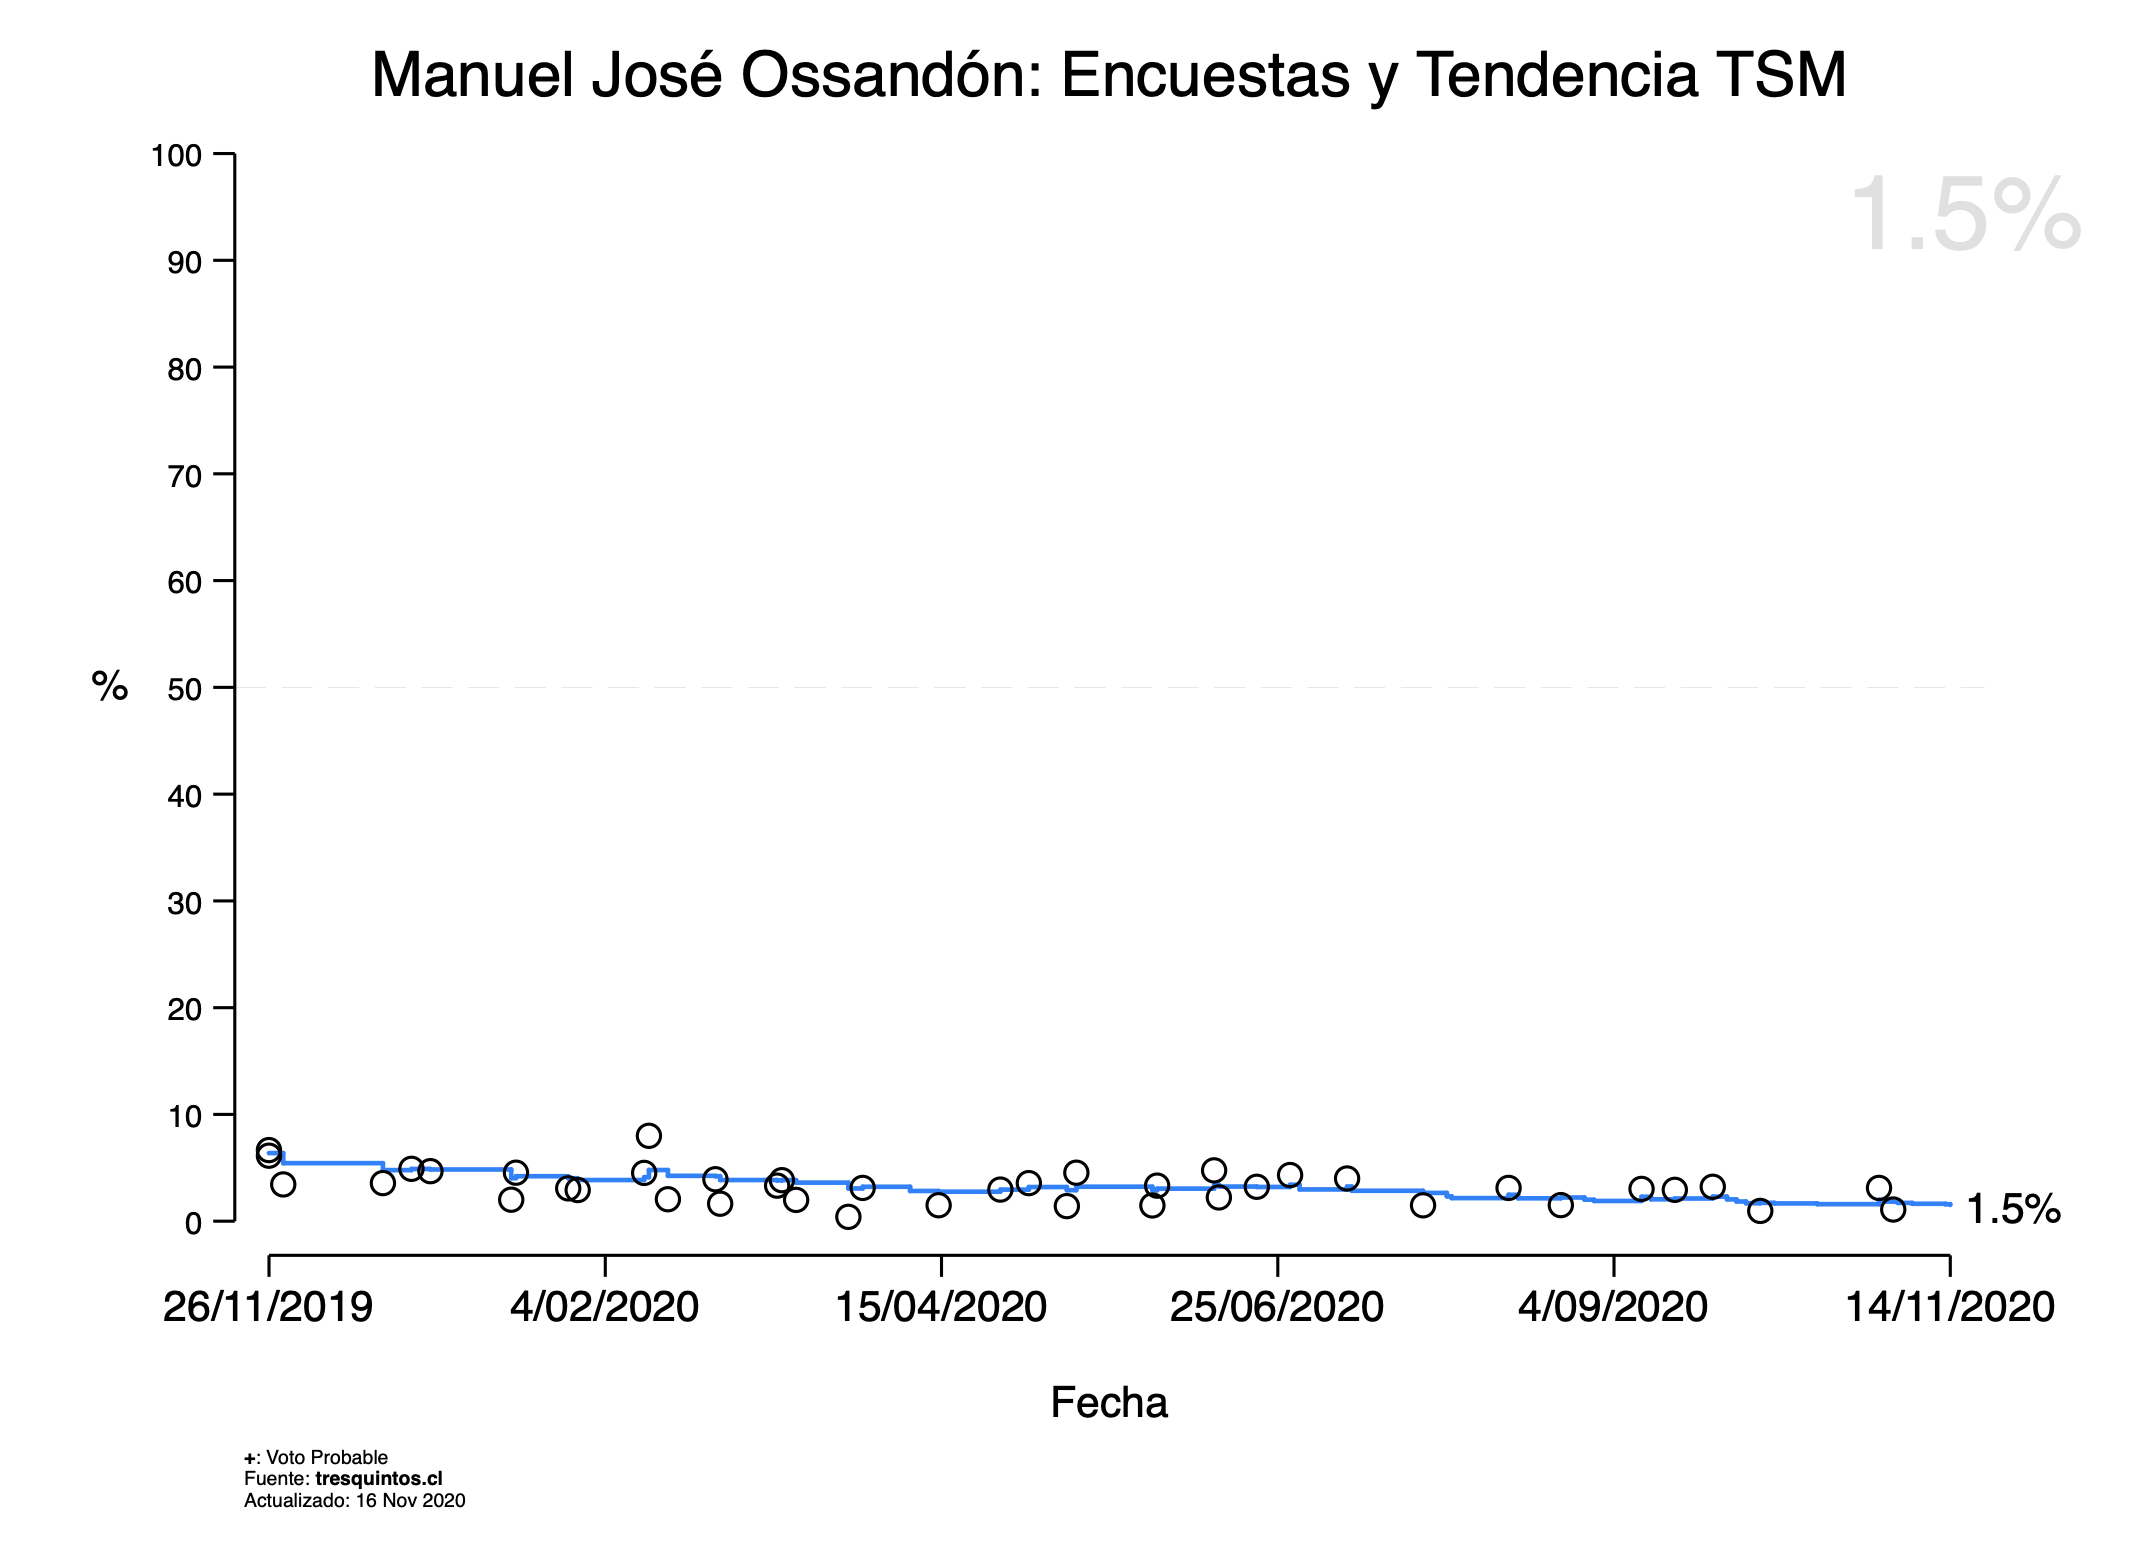 Manuel José Ossandón: Encuestas y Tendencia TSM
1.5%
100
90
80
70
60
% 50
40
30
20
10
0
1.5%
26/11/2019 4/02/2020 15/04/2020 25/06/2020 4/09/2020 14/11/2020
Fecha
+: Voto Probable
Fuente: tresquintos.cl
Actualizado: 16 Nov 2020